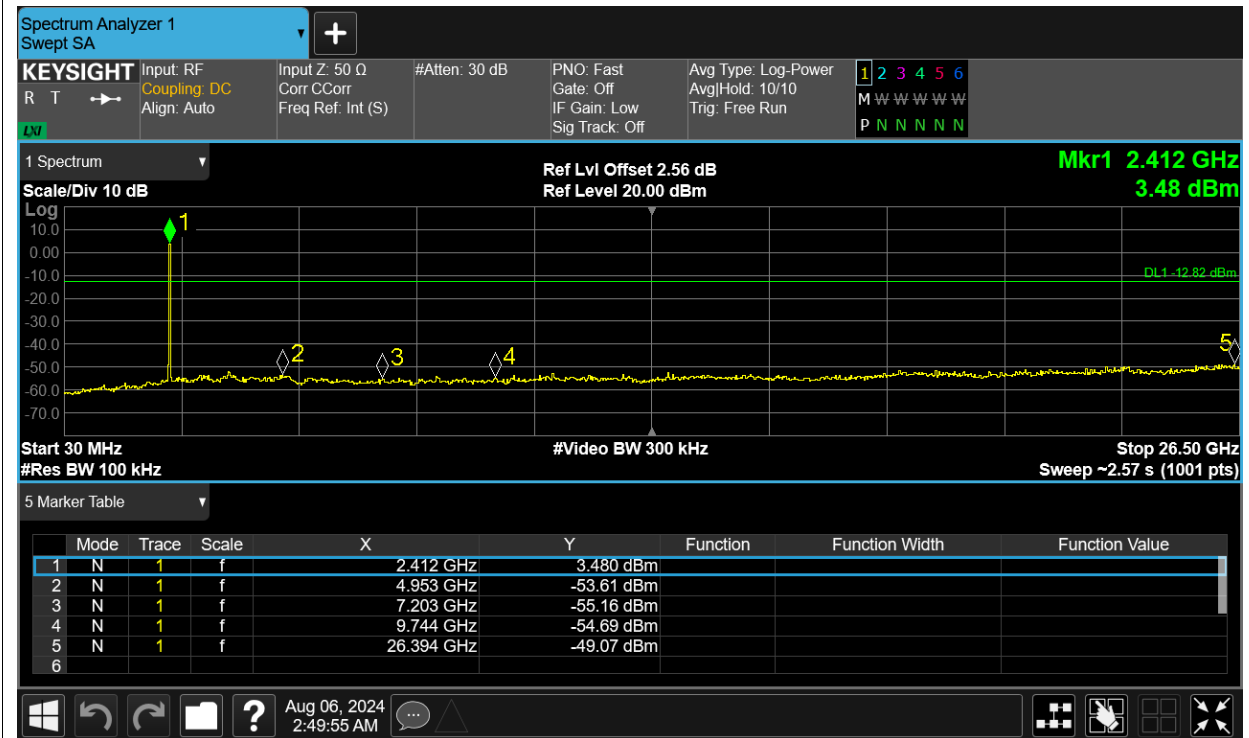 Spectrum Analyzer 1
Swept SA
KEYSIGHT
R T
LXI
Input: RF
Coupling: DC
Align: Auto
Input Z: 50 Ω
Corr CCorr
Freq Ref: Int (S)
#Atten: 30 dB
PNO: Fast
Gate: Off
IF Gain: Low
Sig Track: Off
Avg Type: Log-Power
Avg|Hold: 10/10
Trig: Free Run
1 2 3 4 5 6
M W W W W W
P N N N N N
1 Spectrum
Scale/Div 10 dB
Ref Lvl Offset 2.56 dB
Ref Level 20.00 dBm
Mkr1 2.412 GHz
3.48 dBm
Log
10.0
0.00
-10.0
-20.0
-30.0
-40.0
-50.0
-60.0
-70.0
1
2
3
4
5
DL1 -12.82 dBm
Start 30 MHz
#Video BW 300 kHz
Stop 26.50 GHz
#Res BW 100 kHz
Sweep ~2.57 s (1001 pts)
5 Marker Table
Mode Trace Scale X Y Function Function Width Function Value
1 N 1 f 2.412 GHz 3.480 dBm
2 N 1 f 4.953 GHz -53.61 dBm
3 N 1 f 7.203 GHz -55.16 dBm
4 N 1 f 9.744 GHz -54.69 dBm
5 N 1 f 26.394 GHz -49.07 dBm
6
?
Aug 06, 2024
2:49:55 AM